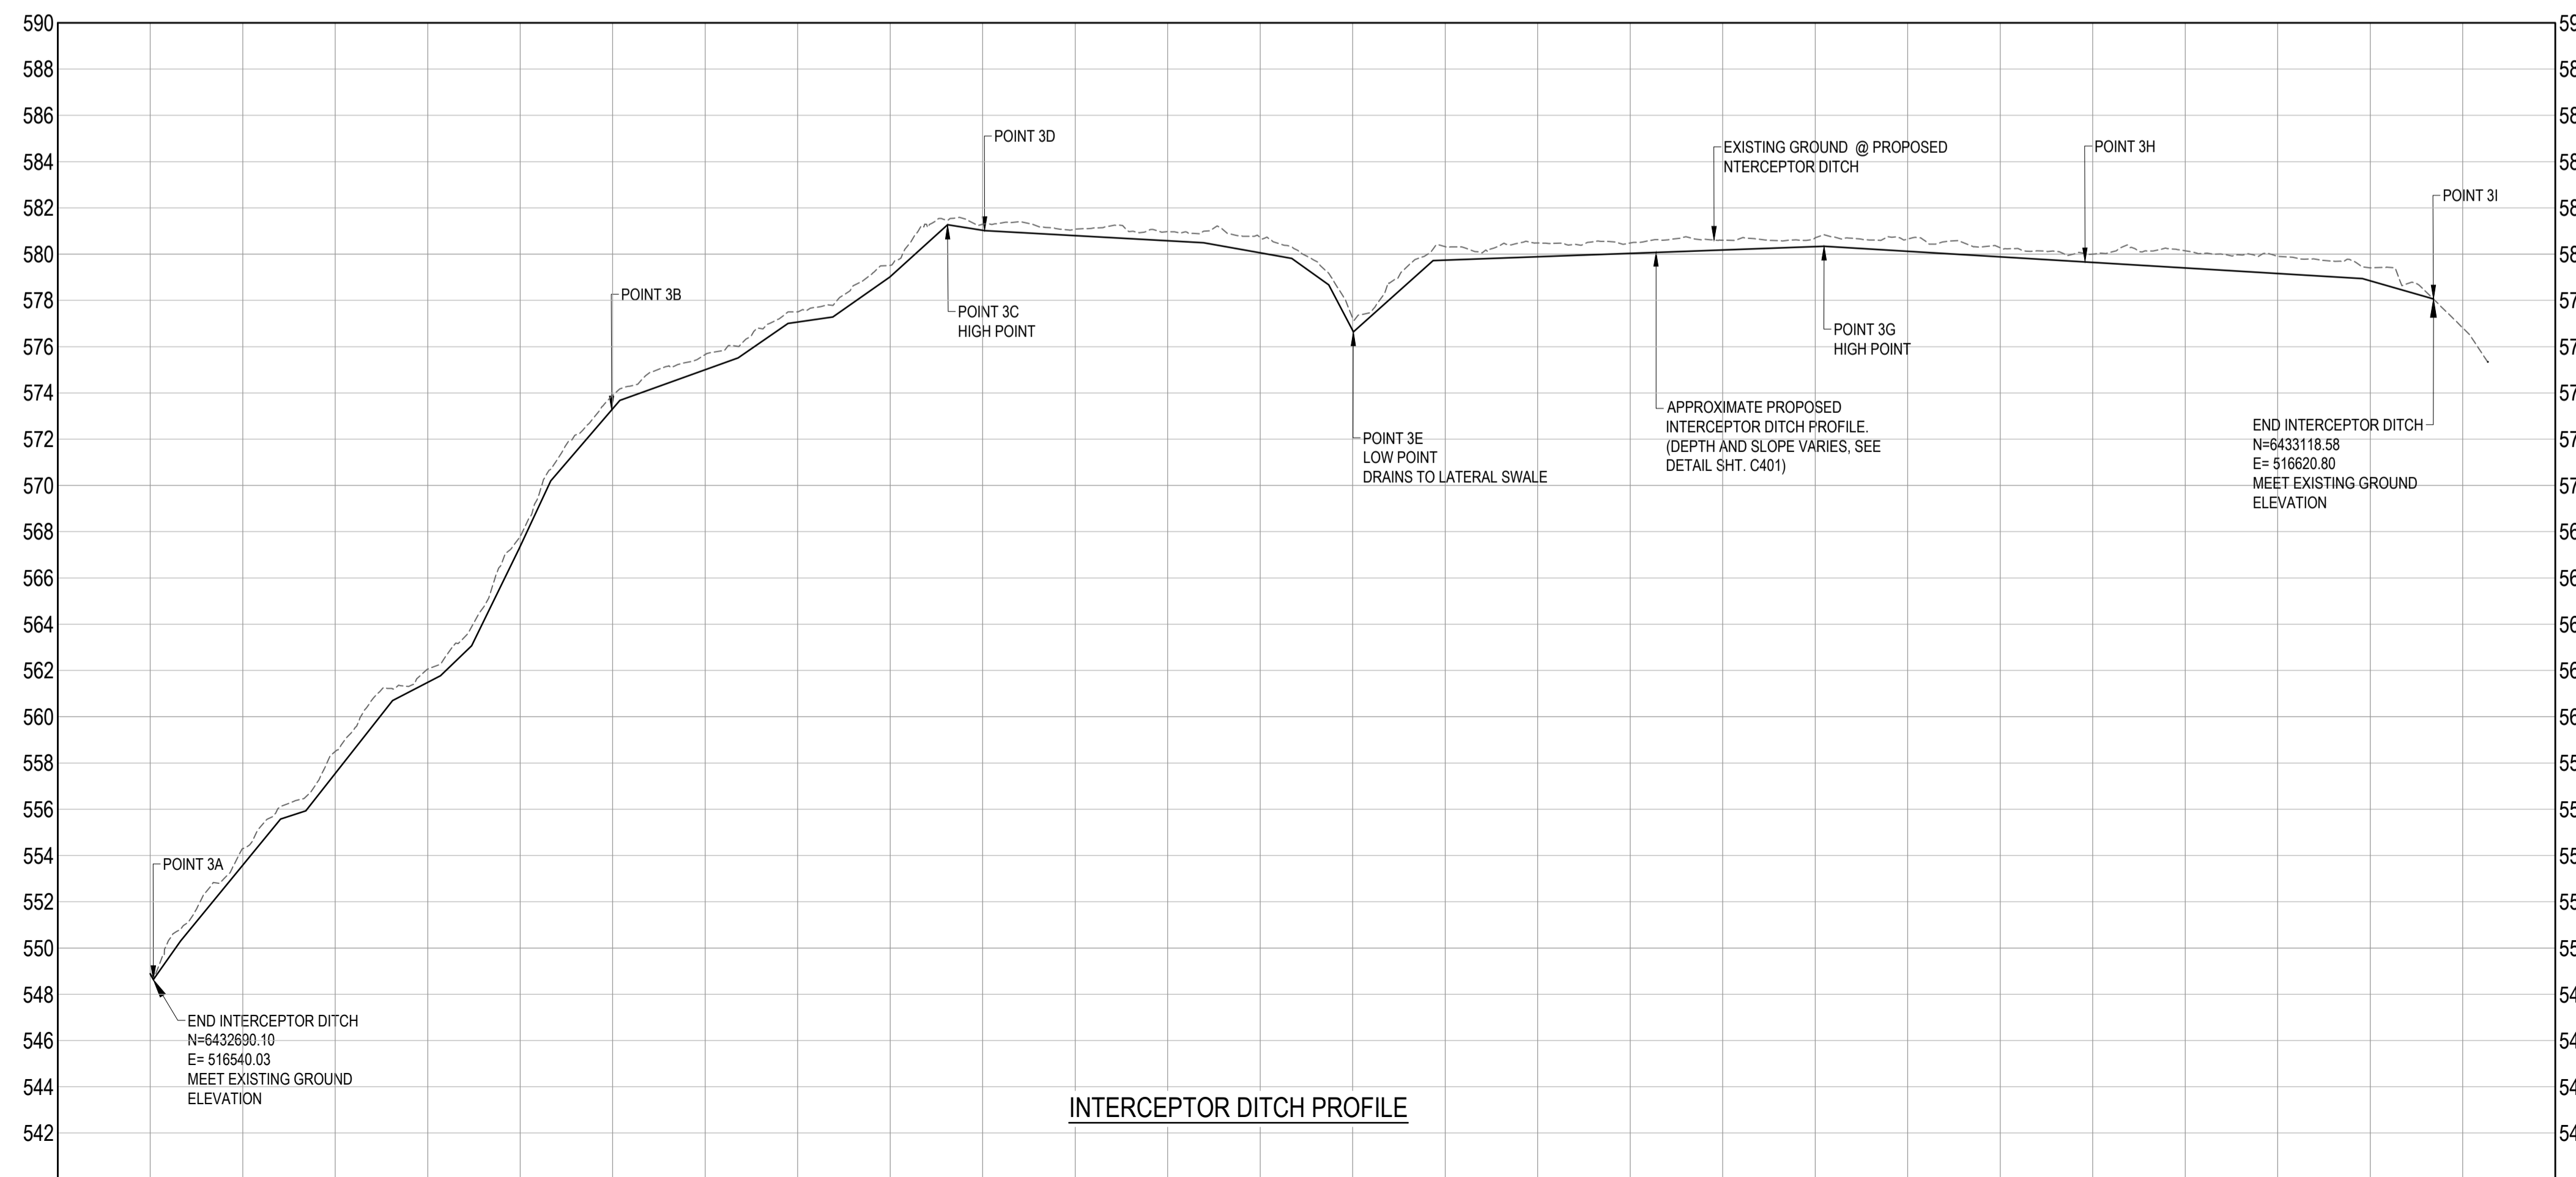 590
588
586
584
582
580
578
576
574
572
570
568
566
564
562
560
558
556
554
552
550
548
546
544
542
POINT 3A
END INTERCEPTOR DITCH
N=6432690.10
E= 516540.03
MEET EXISTING GROUND
ELEVATION
POINT 3B
POINT 3C
HIGH POINT
POINT 3D
POINT 3E
LOW POINT
DRAINS TO LATERAL SWALE
EXISTING GROUND @ PROPOSED
NTERCEPTOR DITCH
APPROXIMATE PROPOSED
INTERCEPTOR DITCH PROFILE.
(DEPTH AND SLOPE VARIES, SEE
DETAIL SHT. C401)
POINT 3G
HIGH POINT
POINT 3H
POINT 3I
END INTERCEPTOR DITCH
N=6433118.58
E= 516620.80
MEET EXISTING GROUND
ELEVATION
INTERCEPTOR DITCH PROFILE